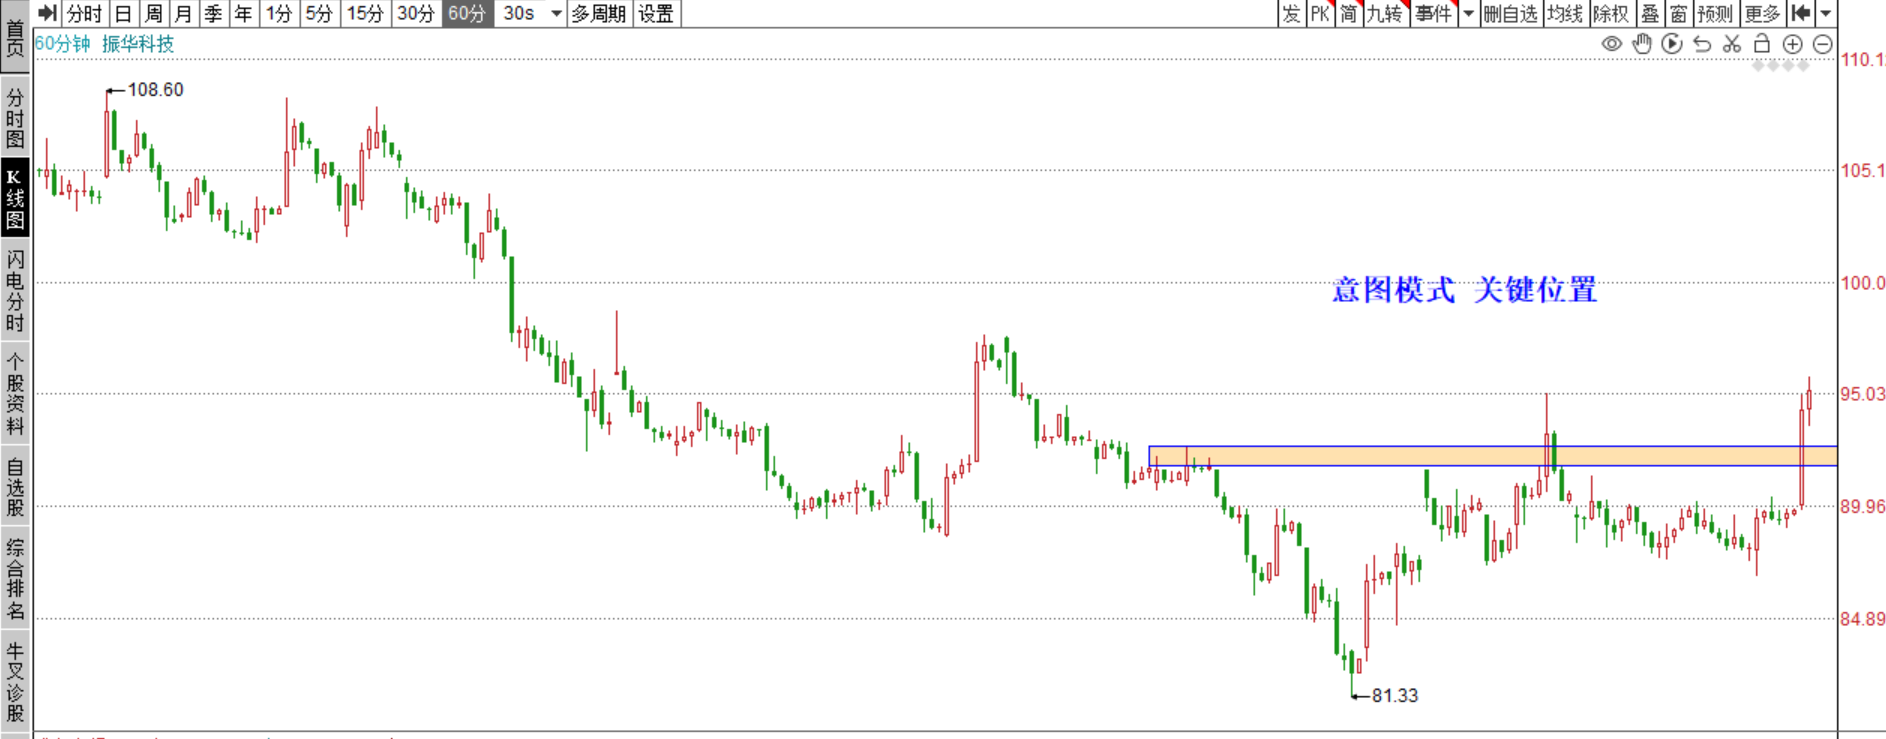 分时 日 周 月 季 年 1分 5分 15分 30分 60分 30s 多周期 设置 发 PK 简 九转 事件 删自选 均线 除权 叠 窗 预测 更多
首页
分时图
K线图
闪电分时
个股资料
自选股
综合排名
牛叉诊股
60分钟 振华科技
108.60
意图模式 关键位置
81.33
110.1
105.1
100.0
95.03
89.96
84.89